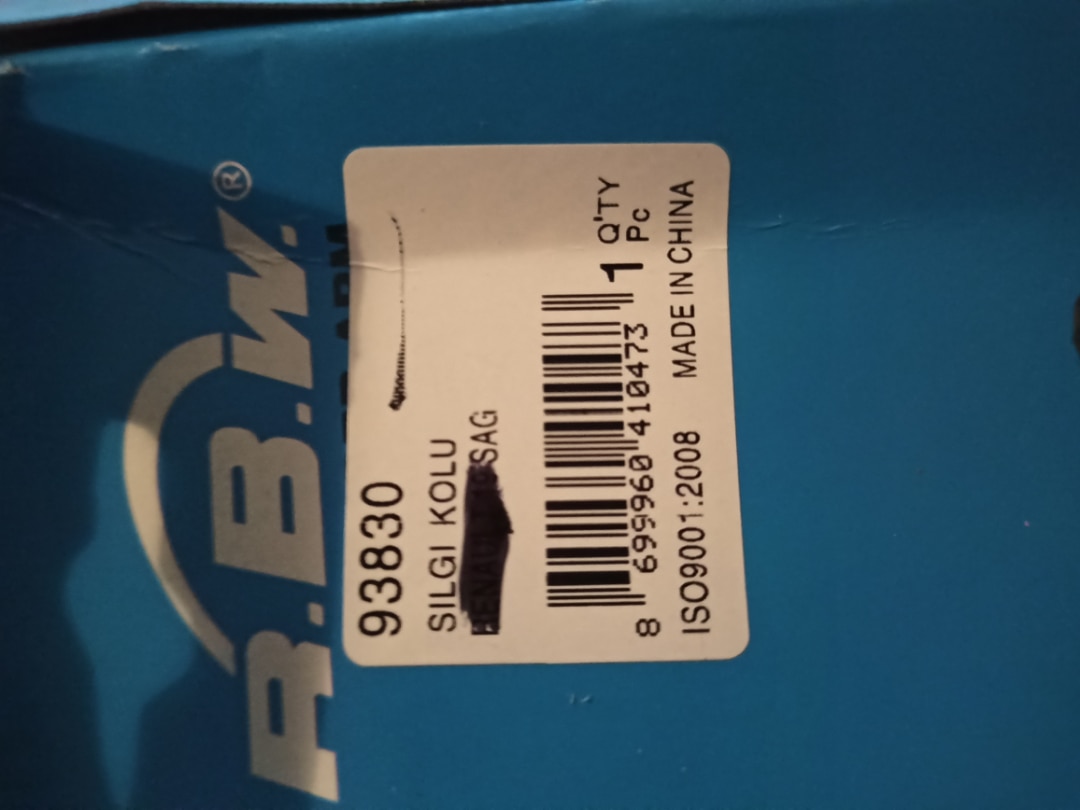 R.B.W.®
93830
SILGI KOLU
SAG
8 699960 410473
1 Q'TY
Pc
ISO9001:2008 MADE IN CHINA